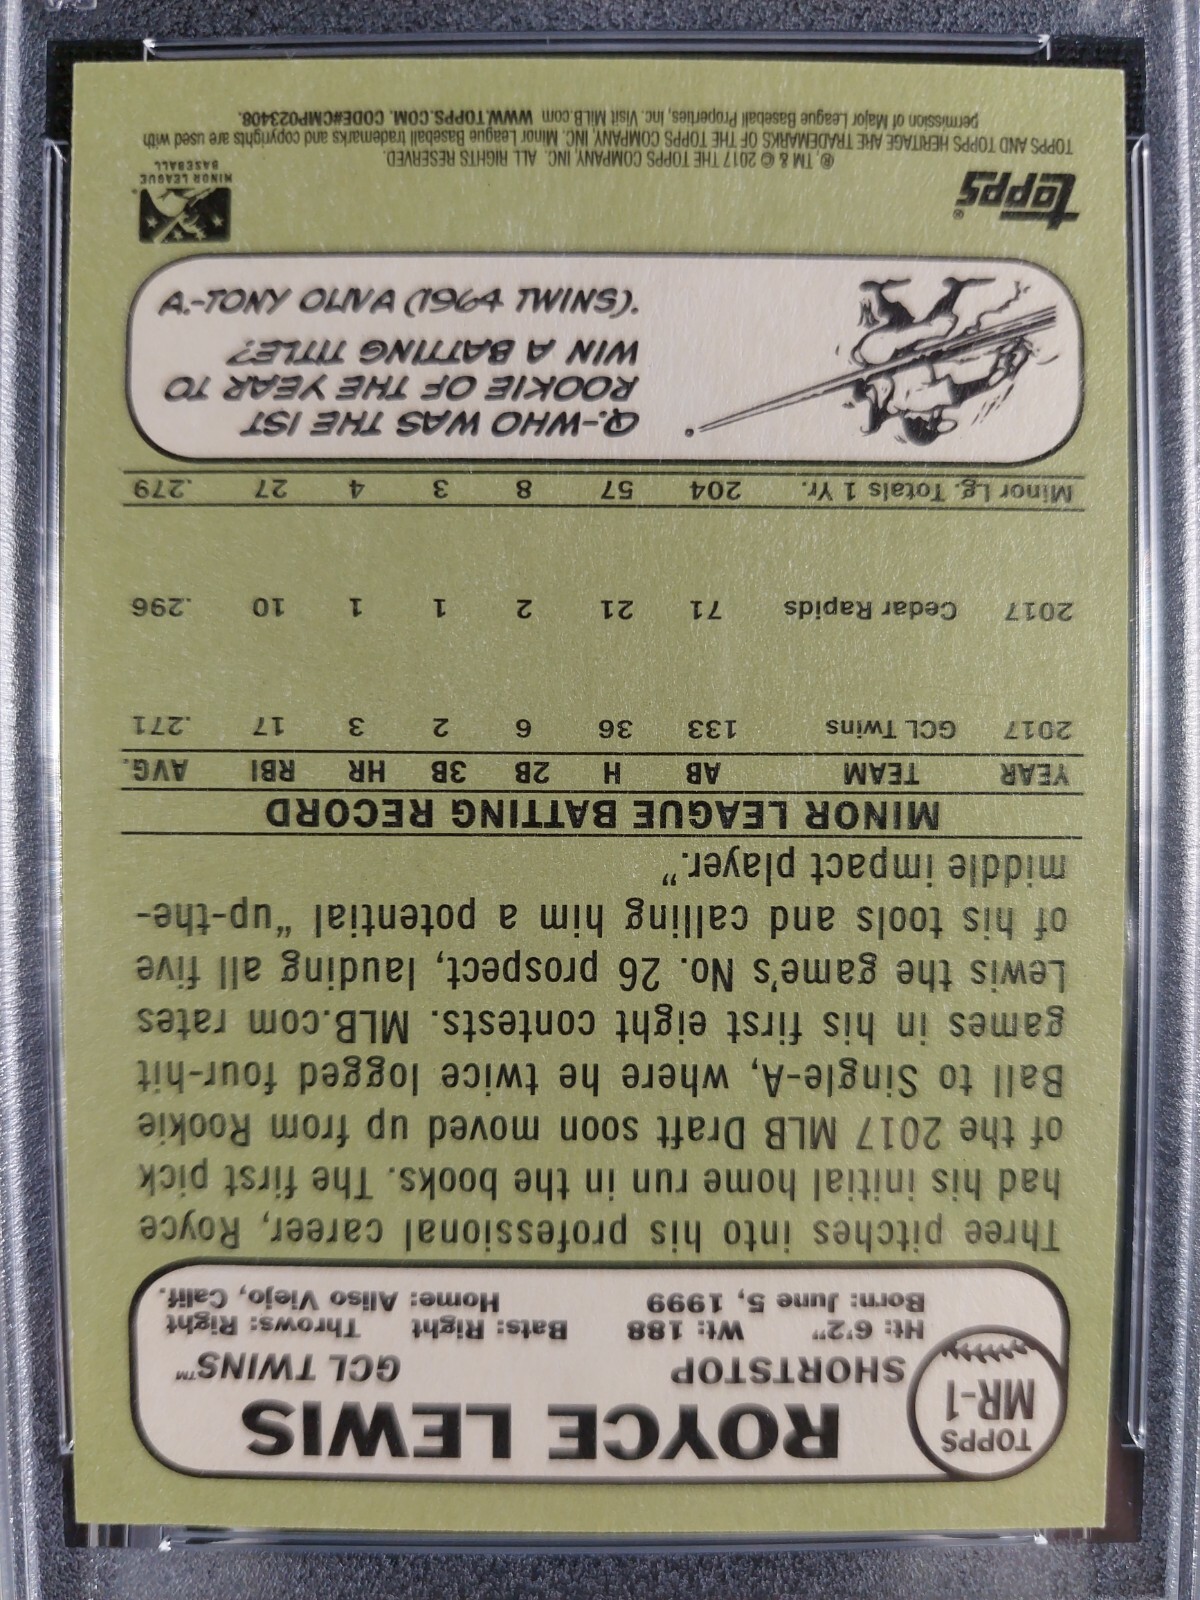 TOPPS
MR-1
ROYCE LEWIS
SHORTSTOP GCL TWINS™
Ht: 6'2" Wt: 188 Bats: Right Throws: Right
Born: June 5, 1999 Home: Aliso Viejo, Calif.
Three pitches into his professional career, Royce
had his initial home run in the books. The first pick
of the 2017 MLB Draft soon moved up from Rookie
Ball to Single-A, where he twice logged four-hit
games in his first eight contests. MLB.com rates
Lewis the game's No. 26 prospect, lauding all five
of his tools and calling him a potential "up-the-
middle impact player."
MINOR LEAGUE BATTING RECORD
YEAR TEAM AB H 2B 3B HR RBI AVG.
2017 GCL Twins 133 36 6 2 3 17 .271
2017 Cedar Rapids 71 21 2 1 1 10 .296
Minor Lg. Totals 1 Yr. 204 57 8 3 4 27 .279
Q.-WHO WAS THE 1ST
ROOKIE OF THE YEAR TO
WIN A BATTING TITLE?
A.-TONY OLIVA (1964 TWINS).
topps®
MINOR LEAGUE
BASEBALL
®, TM & © 2017 THE TOPPS COMPANY, INC. ALL RIGHTS RESERVED.
TOPPS AND TOPPS HERITAGE ARE TRADEMARKS OF THE TOPPS COMPANY, INC. Minor League Baseball trademarks and copyrights are used with
permission of Major League Baseball Properties, Inc. Visit MiLB.com WWW.TOPPS.COM. CODE#CMP023408.